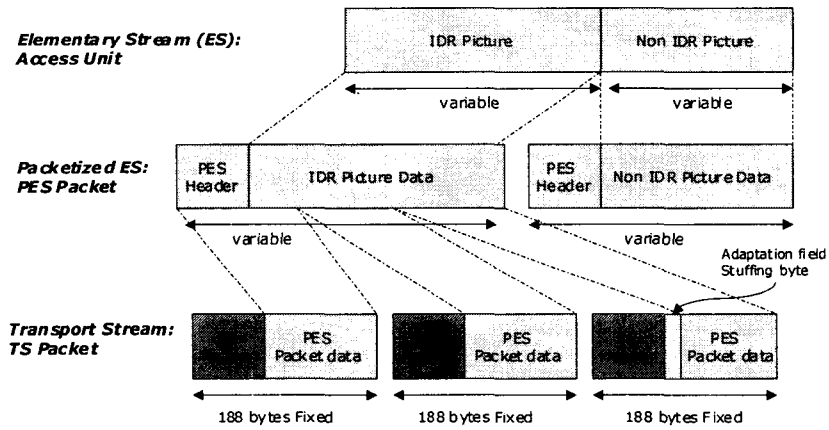 Elementary Stream (ES):
Access Unit
IDR Picture
Non IDR Picture
variable
variable
Packetized ES:
PES Packet
PES
Header
IDR Picture Data
PES
Header
Non IDR Picture Data
variable
variable
Adaptation field
Stuffing byte
Transport Stream:
TS Packet
PES
Packet data
PES
Packet data
PES
Packet data
188 bytes Fixed
188 bytes Fixed
188 bytes Fixed